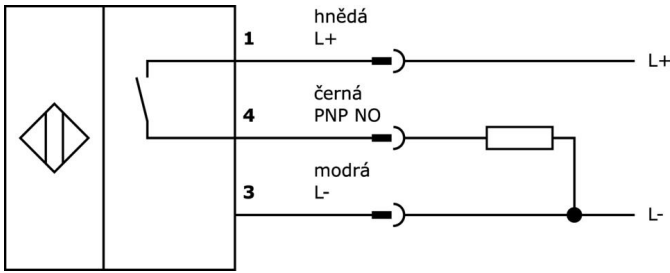 hnědá
1 L+
L+
černá
4 PNP NO
modrá
3 L-
L-